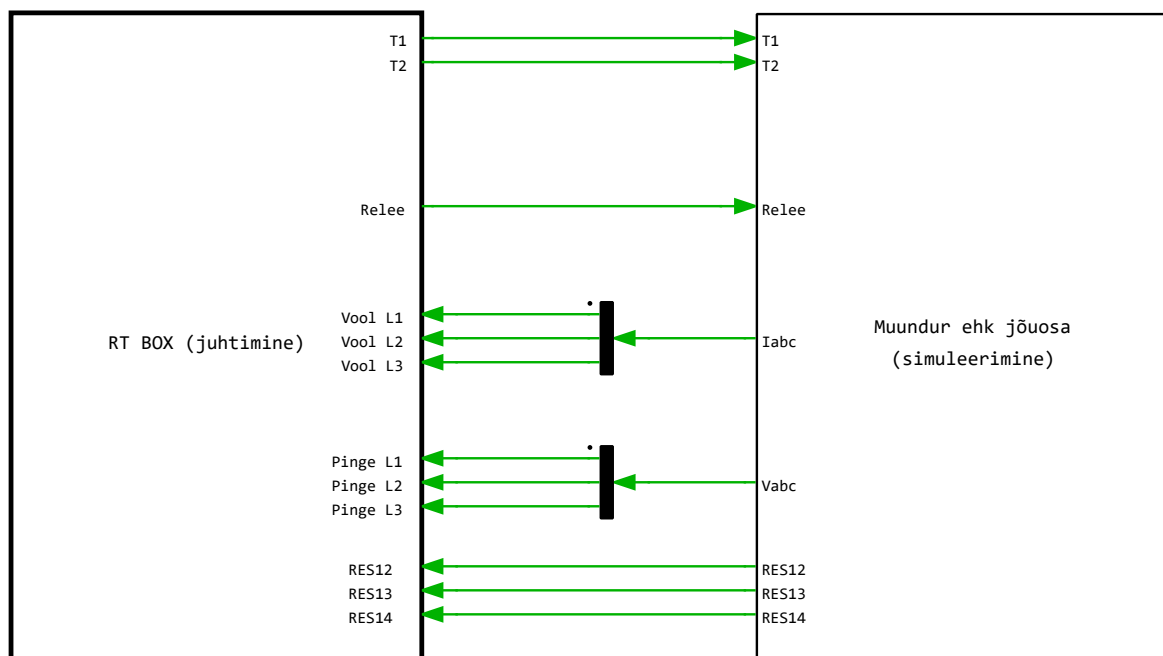 T1 T1
T2 T2
Relee Relee
Vool L1
Vool L2 Iabc
Vool L3
RT BOX (juhtimine)
Muundur ehk jõuosa
(simuleerimine)
Pinge L1
Pinge L2 Vabc
Pinge L3
RES12 RES12
RES13 RES13
RES14 RES14